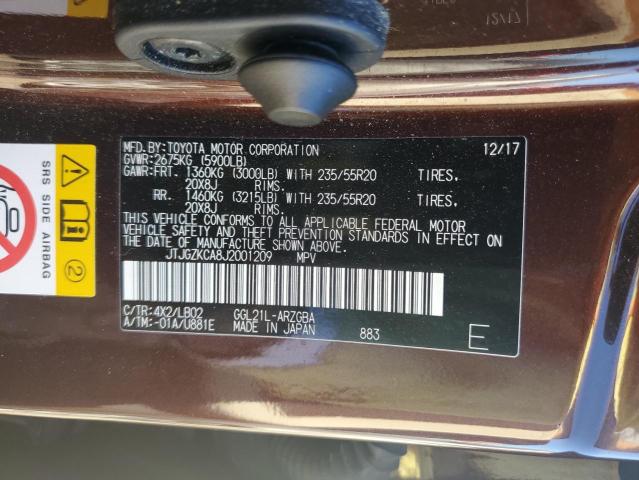 12/17
MFD.BY:TOYOTA MOTOR CORPORATION 12/17
GVWR:2675KG (5900LB)
GAWR:FRT. 1360KG (3000LB) WITH 235/55R20 TIRES,
20X8J RIMS.
RR. 1460KG (3215LB) WITH 235/55R20 TIRES,
20X8J RIMS.
THIS VEHICLE CONFORMS TO ALL APPLICABLE FEDERAL MOTOR
VEHICLE SAFETY AND THEFT PREVENTION STANDARDS IN EFFECT ON
THE DATE OF MANUFACTURE SHOWN ABOVE.
JTJGZKCA8J2001209 MPV
C/TR:4X2/LB02 GGL21L-ARZGBA
A/TM:-01A/U881E MADE IN JAPAN 883 E
SRS SIDE AIRBAG